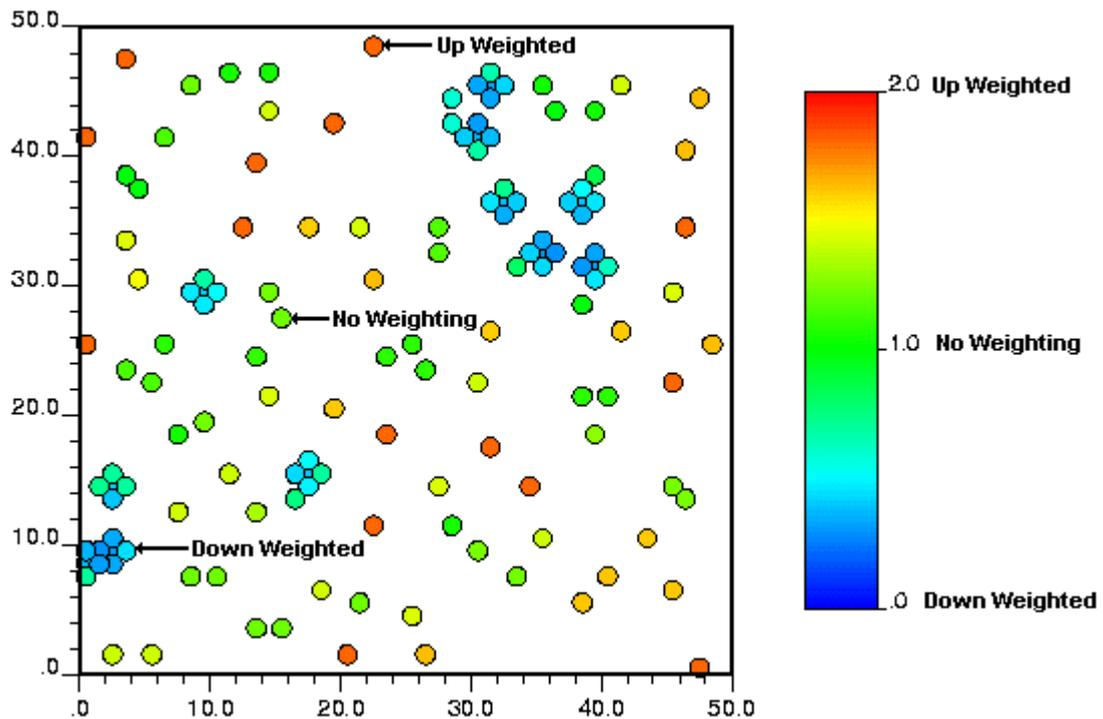 50.0
Up Weighted
2.0 Up Weighted
40.0
30.0
No Weighting
1.0 No Weighting
20.0
10.0
Down Weighted
.0 Down Weighted
.0
.0 10.0 20.0 30.0 40.0 50.0